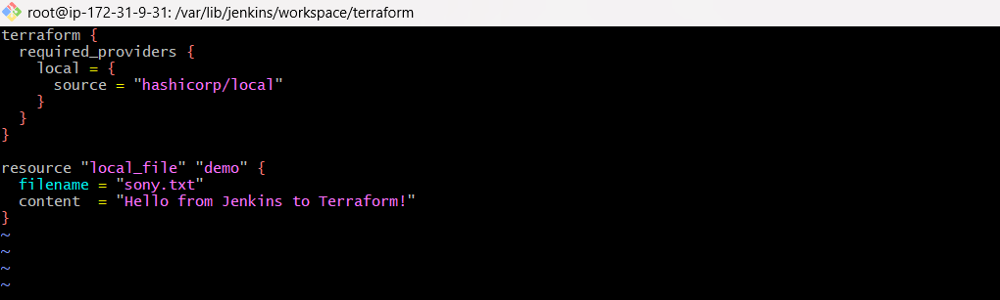 root@ip-172-31-9-31: /var/lib/jenkins/workspace/terraform
terraform {
  required_providers {
    local = {
      source = "hashicorp/local"
    }
  }
}

resource "local_file" "demo" {
  filename = "sony.txt"
  content  = "Hello from Jenkins to Terraform!"
}
~
~
~
~